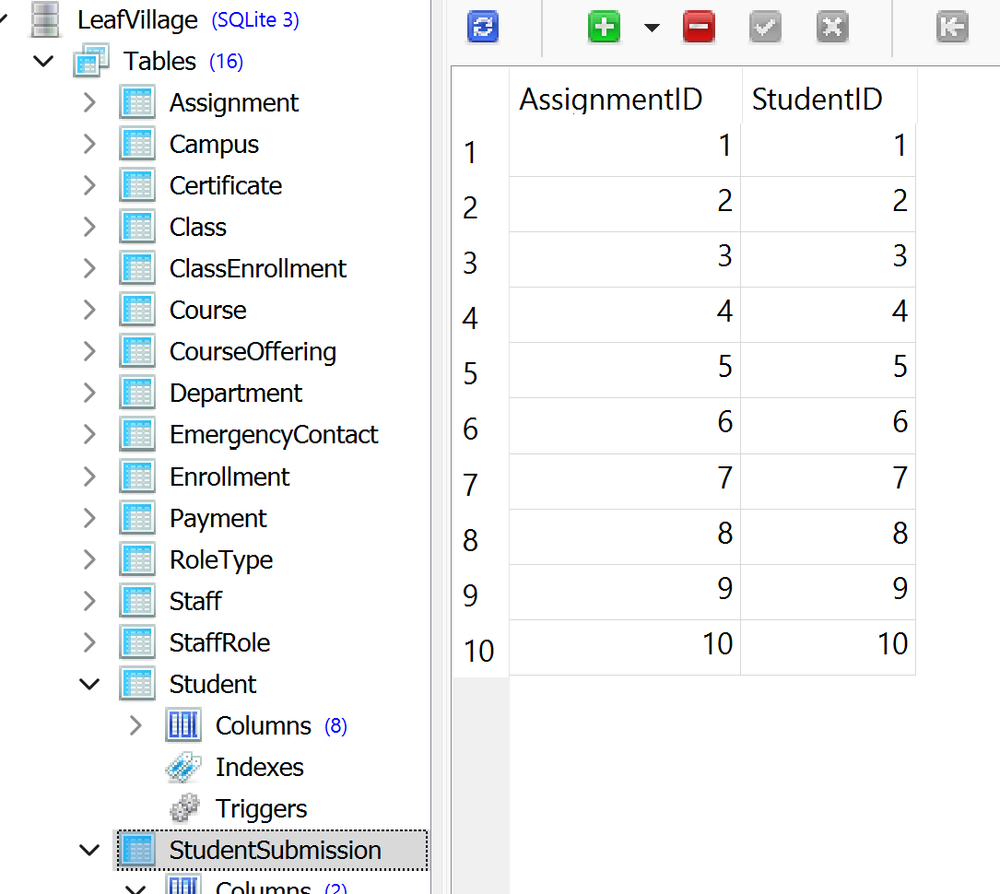 LeafVillage (SQLite 3)
Tables (16)
Assignment
Campus
Certificate
Class
ClassEnrollment
Course
CourseOffering
Department
EmergencyContact
Enrollment
Payment
RoleType
Staff
StaffRole
Student
Columns (8)
Indexes
Triggers
StudentSubmission
Columns (2)
AssignmentID StudentID
1 1 1
2 2 2
3 3 3
4 4 4
5 5 5
6 6 6
7 7 7
8 8 8
9 9 9
10 10 10